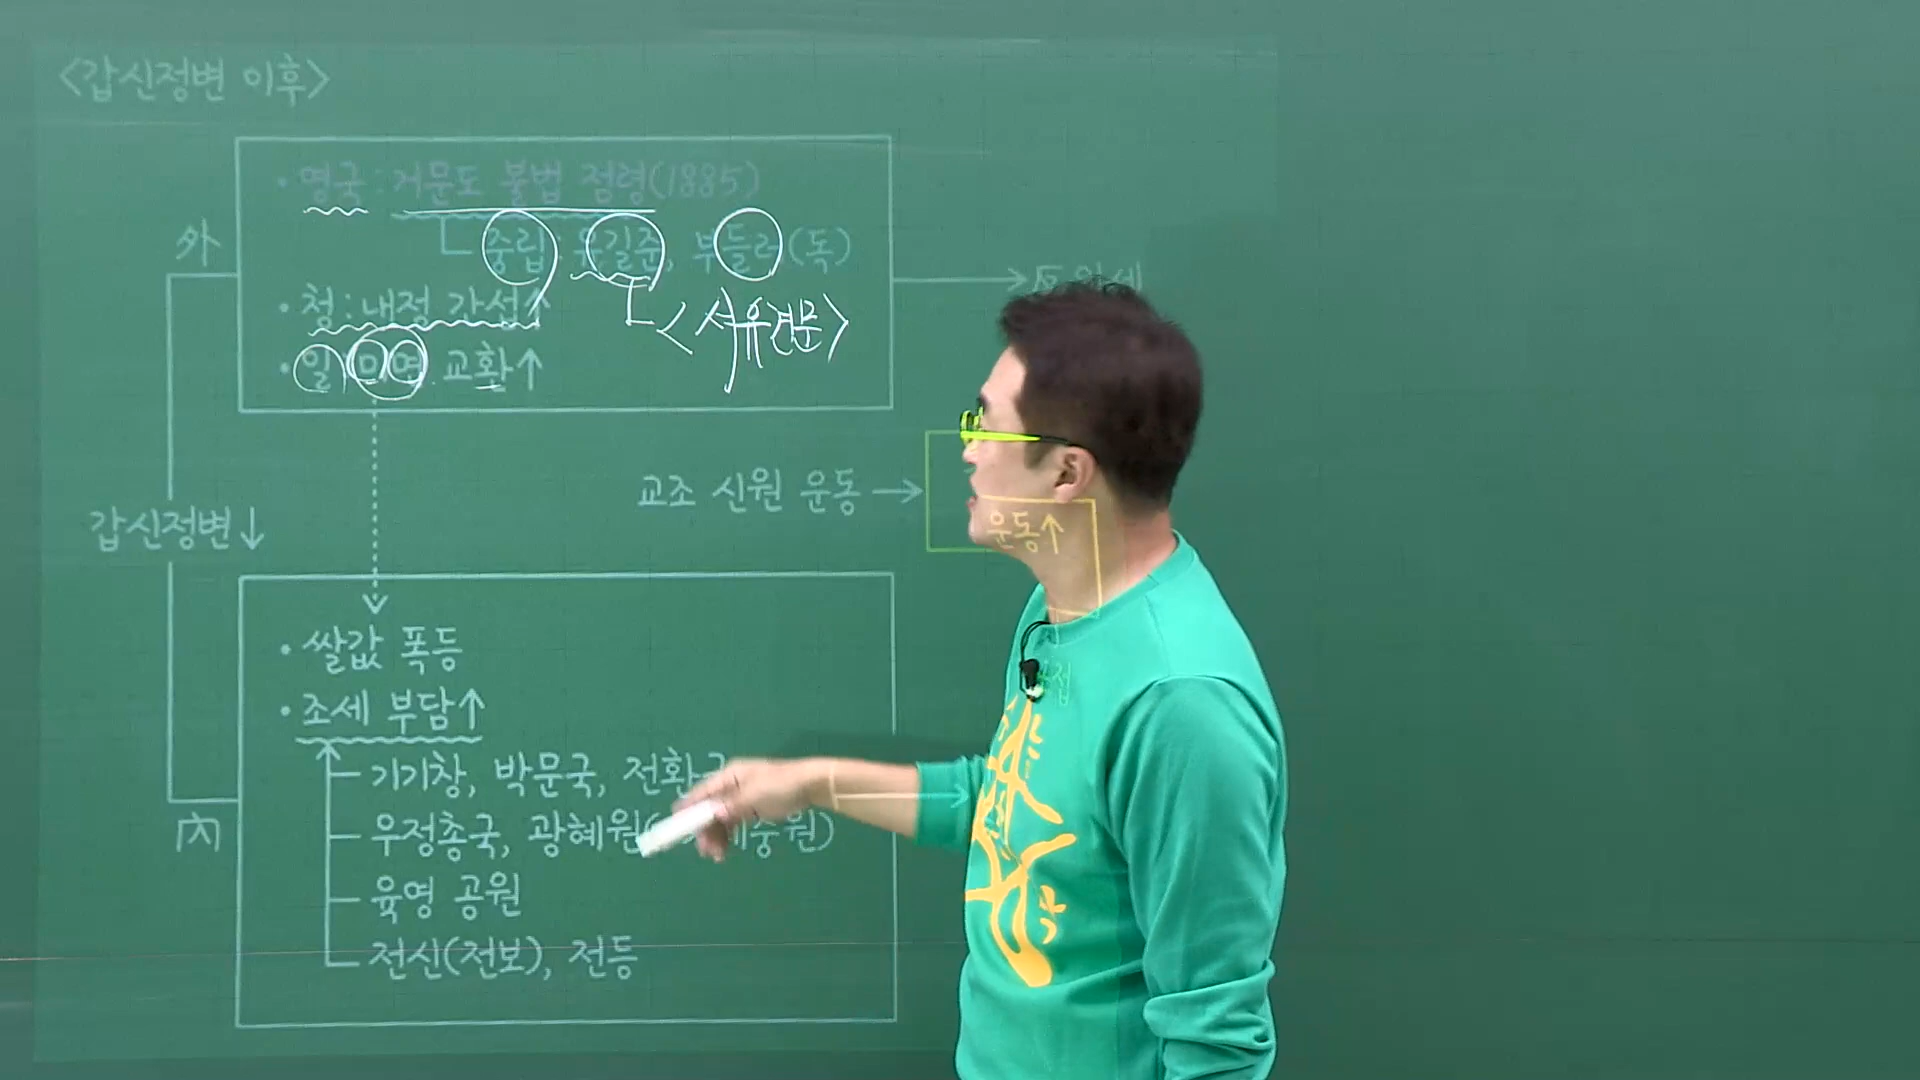 <갑신정변 이후>
• 영국 : 거문도 불법 점령(1885)
중립 : 유길준, 부들러(독)
<서유견문>
• 청 : 내정 간섭↑
• 일) 미면 교환↑
外
갑신정변↓
교조 신원 운동→
운동↑
• 쌀값 폭등
• 조세 부담↑
기기창, 박문국, 전환국
우정총국, 광혜원(제중원)
육영 공원
전신(전보), 전등
內